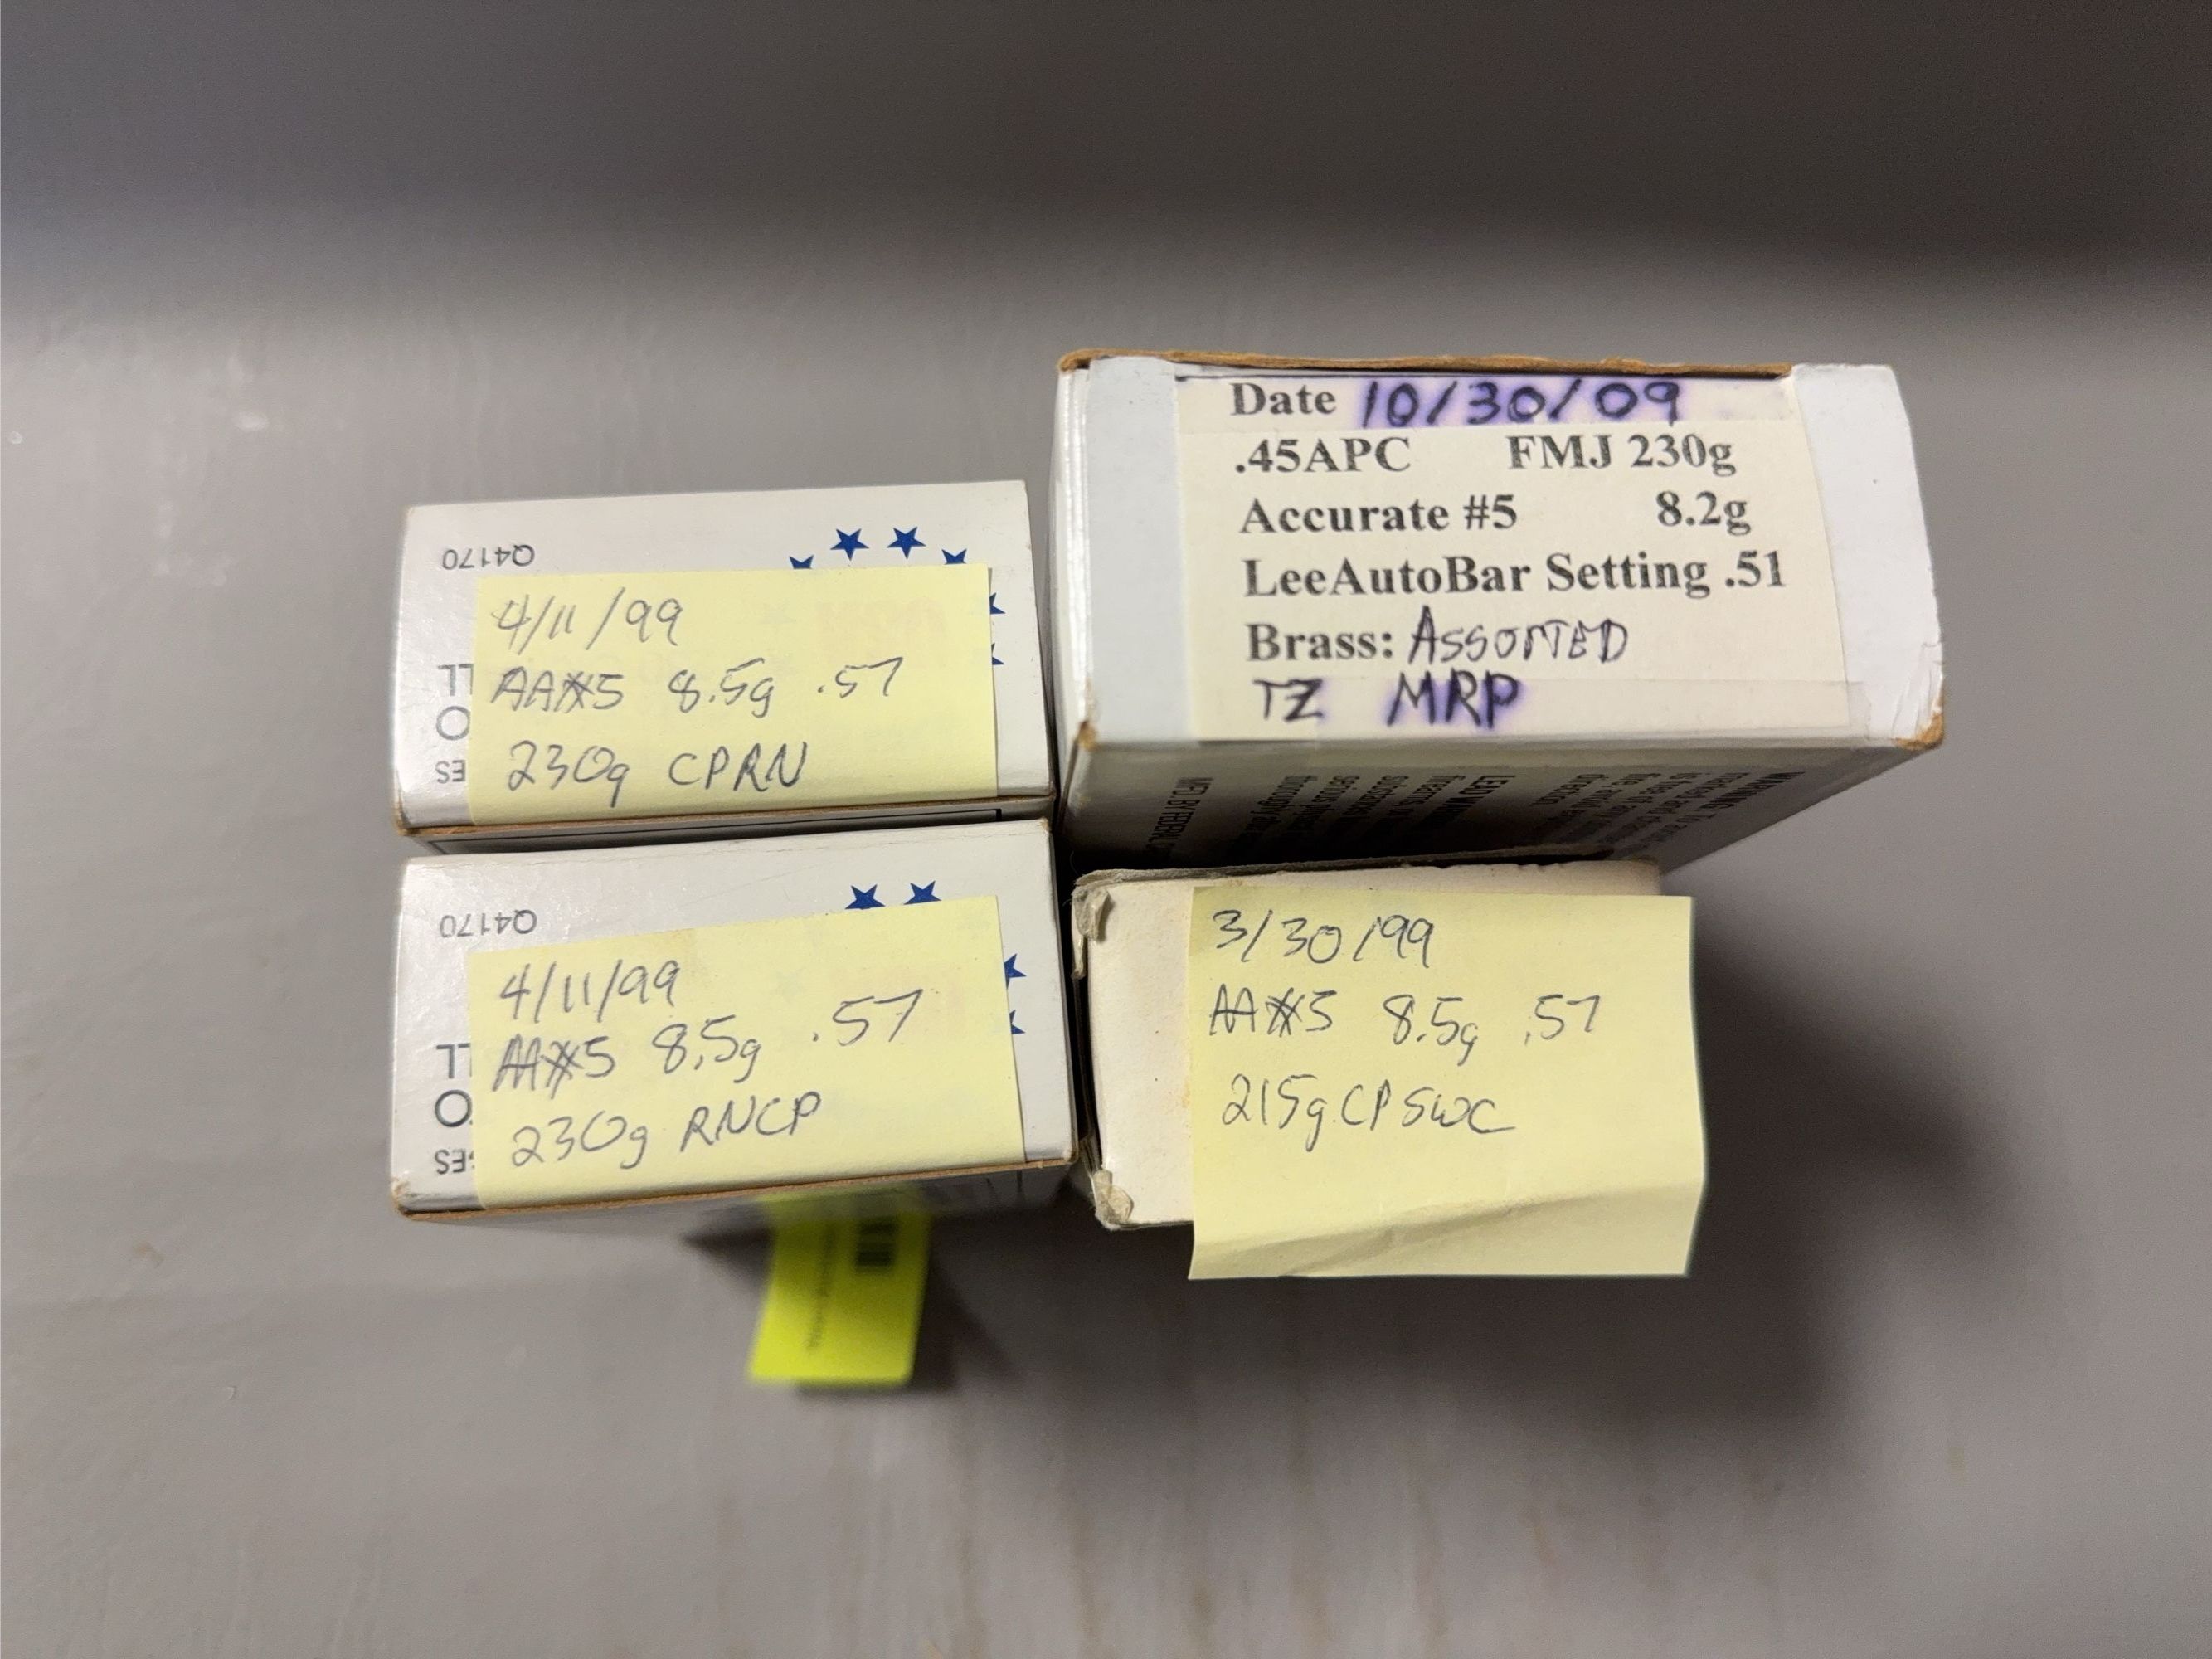 Q4170
4/11/99
AA#5 8.5g .57
230g CPRN
Date 10/30/09
.45APC FMJ 230g
Accurate #5 8.2g
LeeAutoBar Setting .51
Brass: ASSORTED
TZ MRP
Q4170
4/11/99
AA#5 8.5g .57
230g RNCP
3/30/99
AA#5 8.5g .57
215g CP SWC